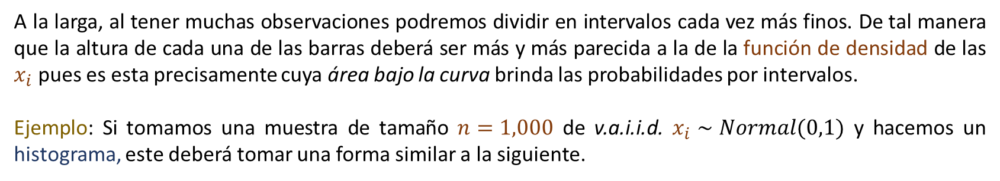 A la larga, al tener muchas observaciones podremos dividir en intervalos cada vez más finos. De tal manera
que la altura de cada una de las barras deberá ser más y más parecida a la de la función de densidad de las
𝑥ᵢ pues es esta precisamente cuya área bajo la curva brinda las probabilidades por intervalos.
Ejemplo: Si tomamos una muestra de tamaño 𝑛 = 1,000 de v.a.i.i.d. 𝑥ᵢ ~ 𝑁𝑜𝑟𝑚𝑎𝑙(0,1) y hacemos un
histograma, este deberá tomar una forma similar a la siguiente.